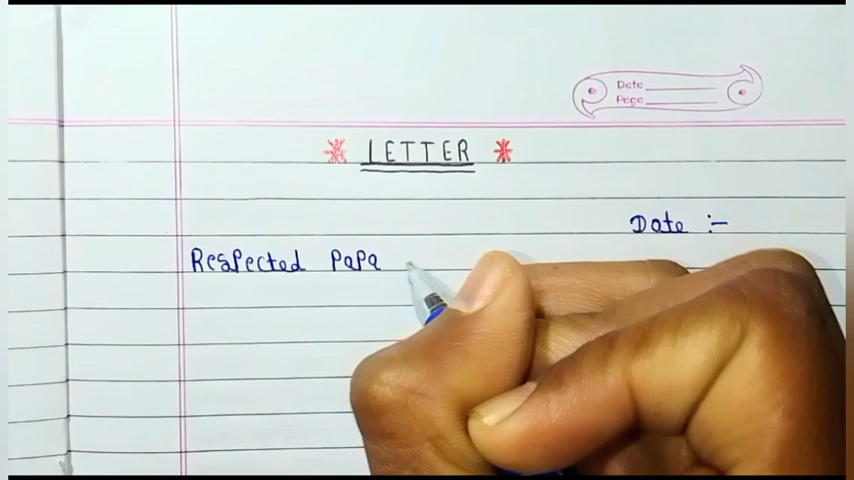 Date
Page
LETTER
Date :-
Respected Papa